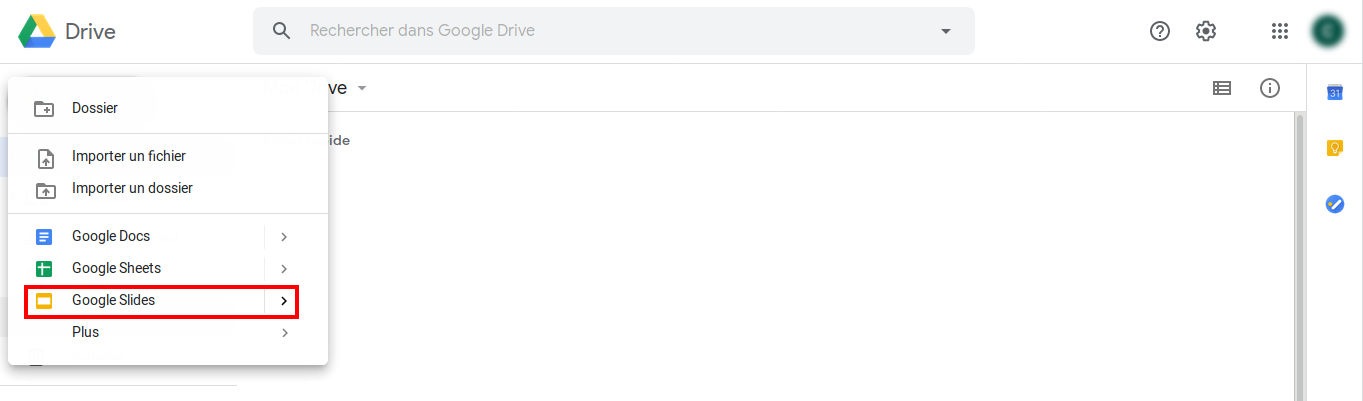 Drive
Rechercher dans Google Drive
Dossier
Importer un fichier
Importer un dossier
Google Docs
Google Sheets
Google Slides
Plus
31